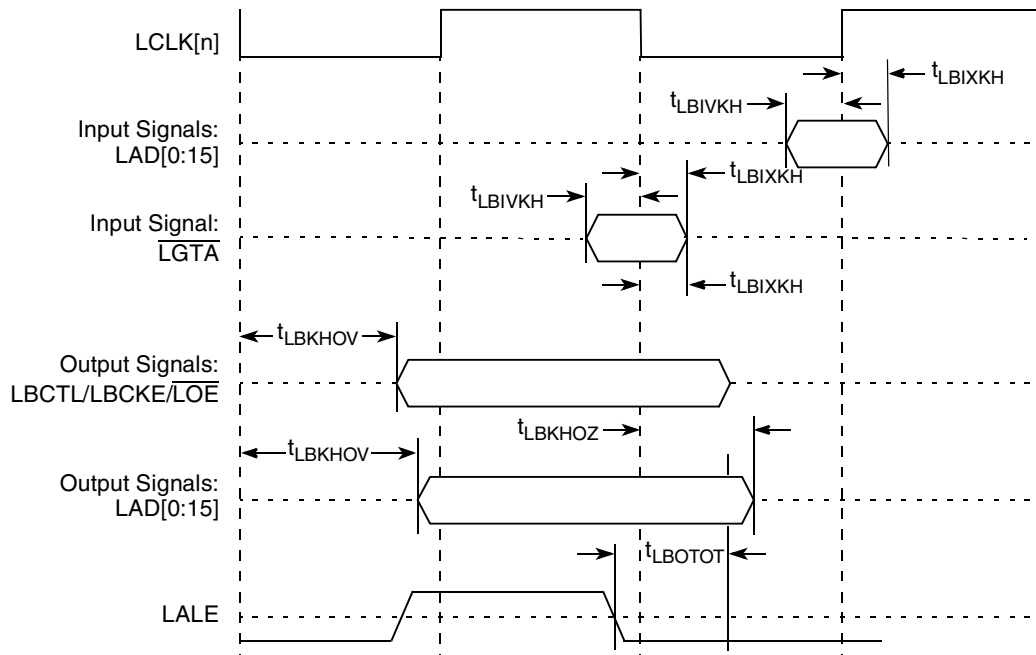 LCLK[n]
tLBIXKH
tLBIVKH
Input Signals:
LAD[0:15]
tLBIXKH
tLBIVKH
Input Signal:
LGTA
tLBIXKH
tLBKHOV
Output Signals:
LBCTL/LBCKE/LOE
tLBKHOZ
tLBKHOV
Output Signals:
LAD[0:15]
tLBOTOT
LALE